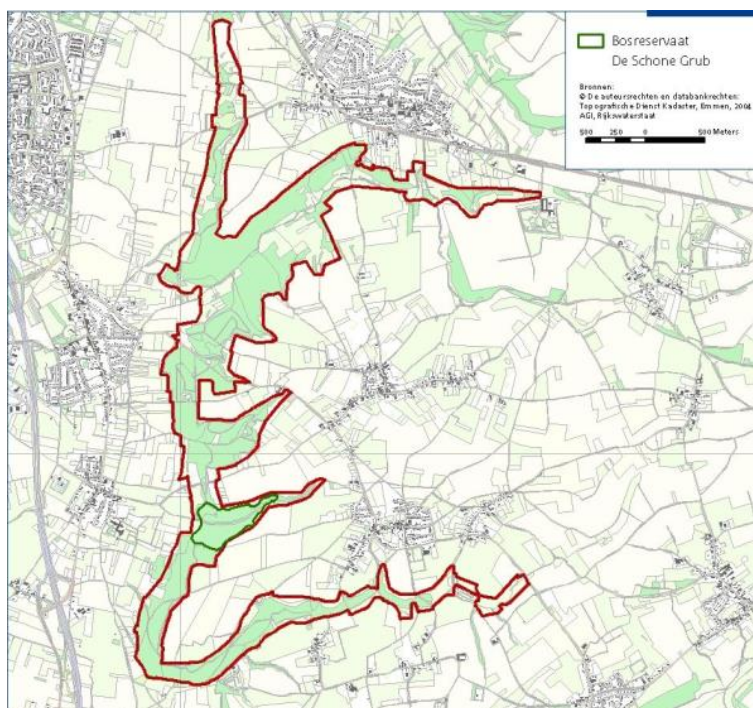 Bosreservaat
De Schone Grub
Bronnen:
© De auteursrechten en databankrechten:
Topografische Dienst Kadaster, Emmen, 2004
AGI, Rijkswaterstaat
500 250 0 500 Meters